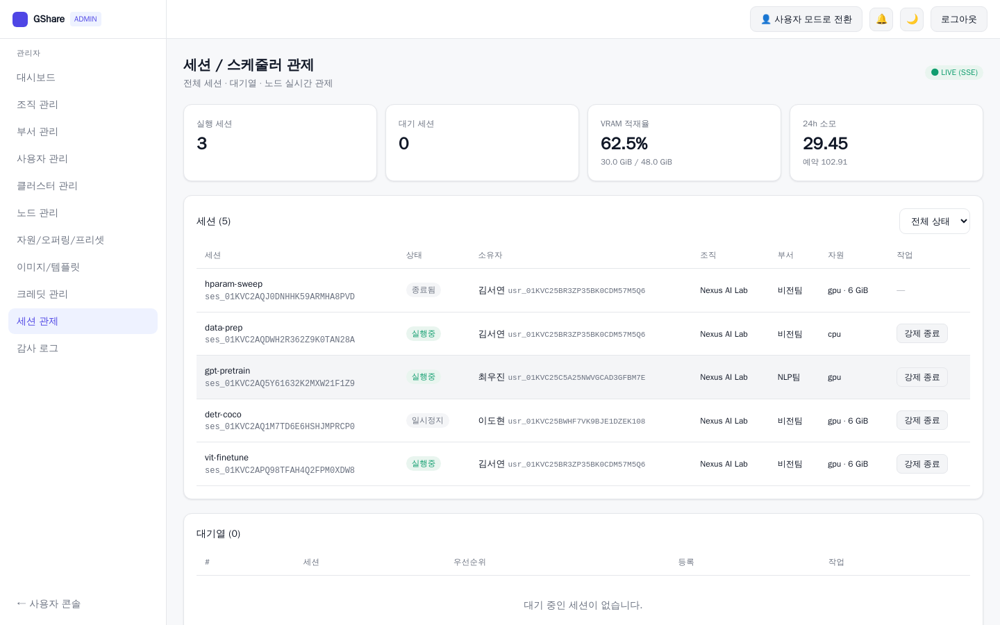 GShare ADMIN
👤 사용자 모드로 전환
🔔
🌙
로그아웃
관리자
대시보드
조직 관리
부서 관리
사용자 관리
클러스터 관리
노드 관리
자원/오퍼링/프리셋
이미지/템플릿
크레딧 관리
세션 관제
감사 로그
← 사용자 콘솔
세션 / 스케줄러 관제
전체 세션 · 대기열 · 노드 실시간 관제
● LIVE (SSE)
실행 세션
3
대기 세션
0
VRAM 적재율
62.5%
30.0 GiB / 48.0 GiB
24h 소모
29.45
예약 102.91
세션 (5)
전체 상태
세션 상태 소유자 조직 부서 자원 작업
hparam-sweep
ses_01KVC2AQJ0DNHHK59ARMHA8PVD
종료됨 김서연 usr_01KVC25BR3ZP35BK0CDM57M5Q6 Nexus AI Lab 비전팀 gpu · 6 GiB —
data-prep
ses_01KVC2AQDWH2R362Z9K0TAN28A
실행중 김서연 usr_01KVC25BR3ZP35BK0CDM57M5Q6 Nexus AI Lab 비전팀 cpu 강제 종료
gpt-pretrain
ses_01KVC2AQ5Y61632K2MXW21F1Z9
실행중 최우진 usr_01KVC25C5A25NWVGCAD3GFBM7E Nexus AI Lab NLP팀 gpu 강제 종료
detr-coco
ses_01KVC2AQ1M7TD6E6HSHJMPRCP0
일시정지 이도현 usr_01KVC25BWHF7VK9BJE1DZEK108 Nexus AI Lab 비전팀 gpu · 6 GiB 강제 종료
vit-finetune
ses_01KVC2APQ98TFAH4Q2FPM0XDW8
실행중 김서연 usr_01KVC25BR3ZP35BK0CDM57M5Q6 Nexus AI Lab 비전팀 gpu · 6 GiB 강제 종료
대기열 (0)
# 세션 우선순위 등록 작업
대기 중인 세션이 없습니다.